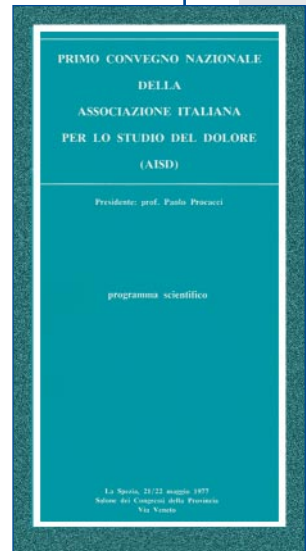 PRIMO CONVEGNO NAZIONALE
DELLA
ASSOCIAZIONE ITALIANA
PER LO STUDIO DEL DOLORE
(AISD)
Presidente: prof. Paolo Procacci
programma scientifico
La Spezia, 21/22 maggio 1977
Salone dei Congressi della Provincia
Via Veneto